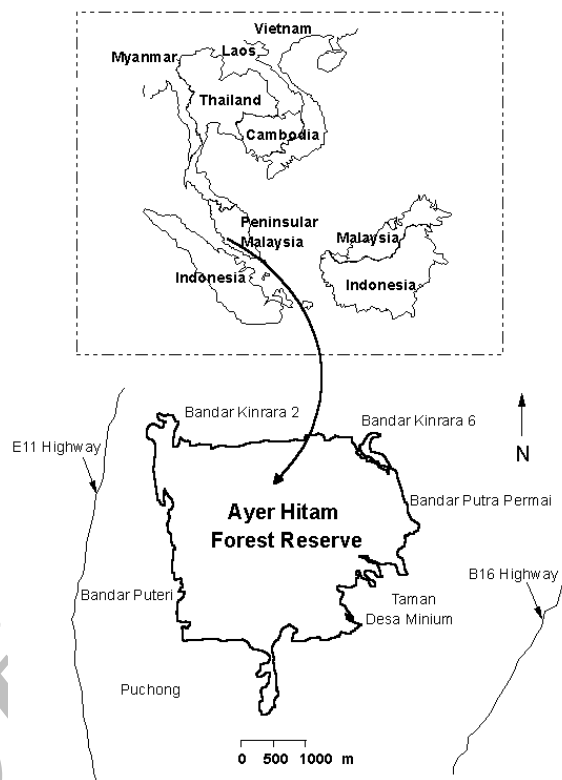 Vietnam
Laos
Myanmar
Thailand
Cambodia
Peninsular
Malaysia
Malaysia
Indonesia
Indonesia
Bandar Kinrara 2
Bandar Kinrara 6
E11 Highway
N
Bandar Putra Permai
Ayer Hitam
Forest Reserve
B16 Highway
Bandar Puteri
Taman
Desa Minium
Puchong
0 500 1000 m